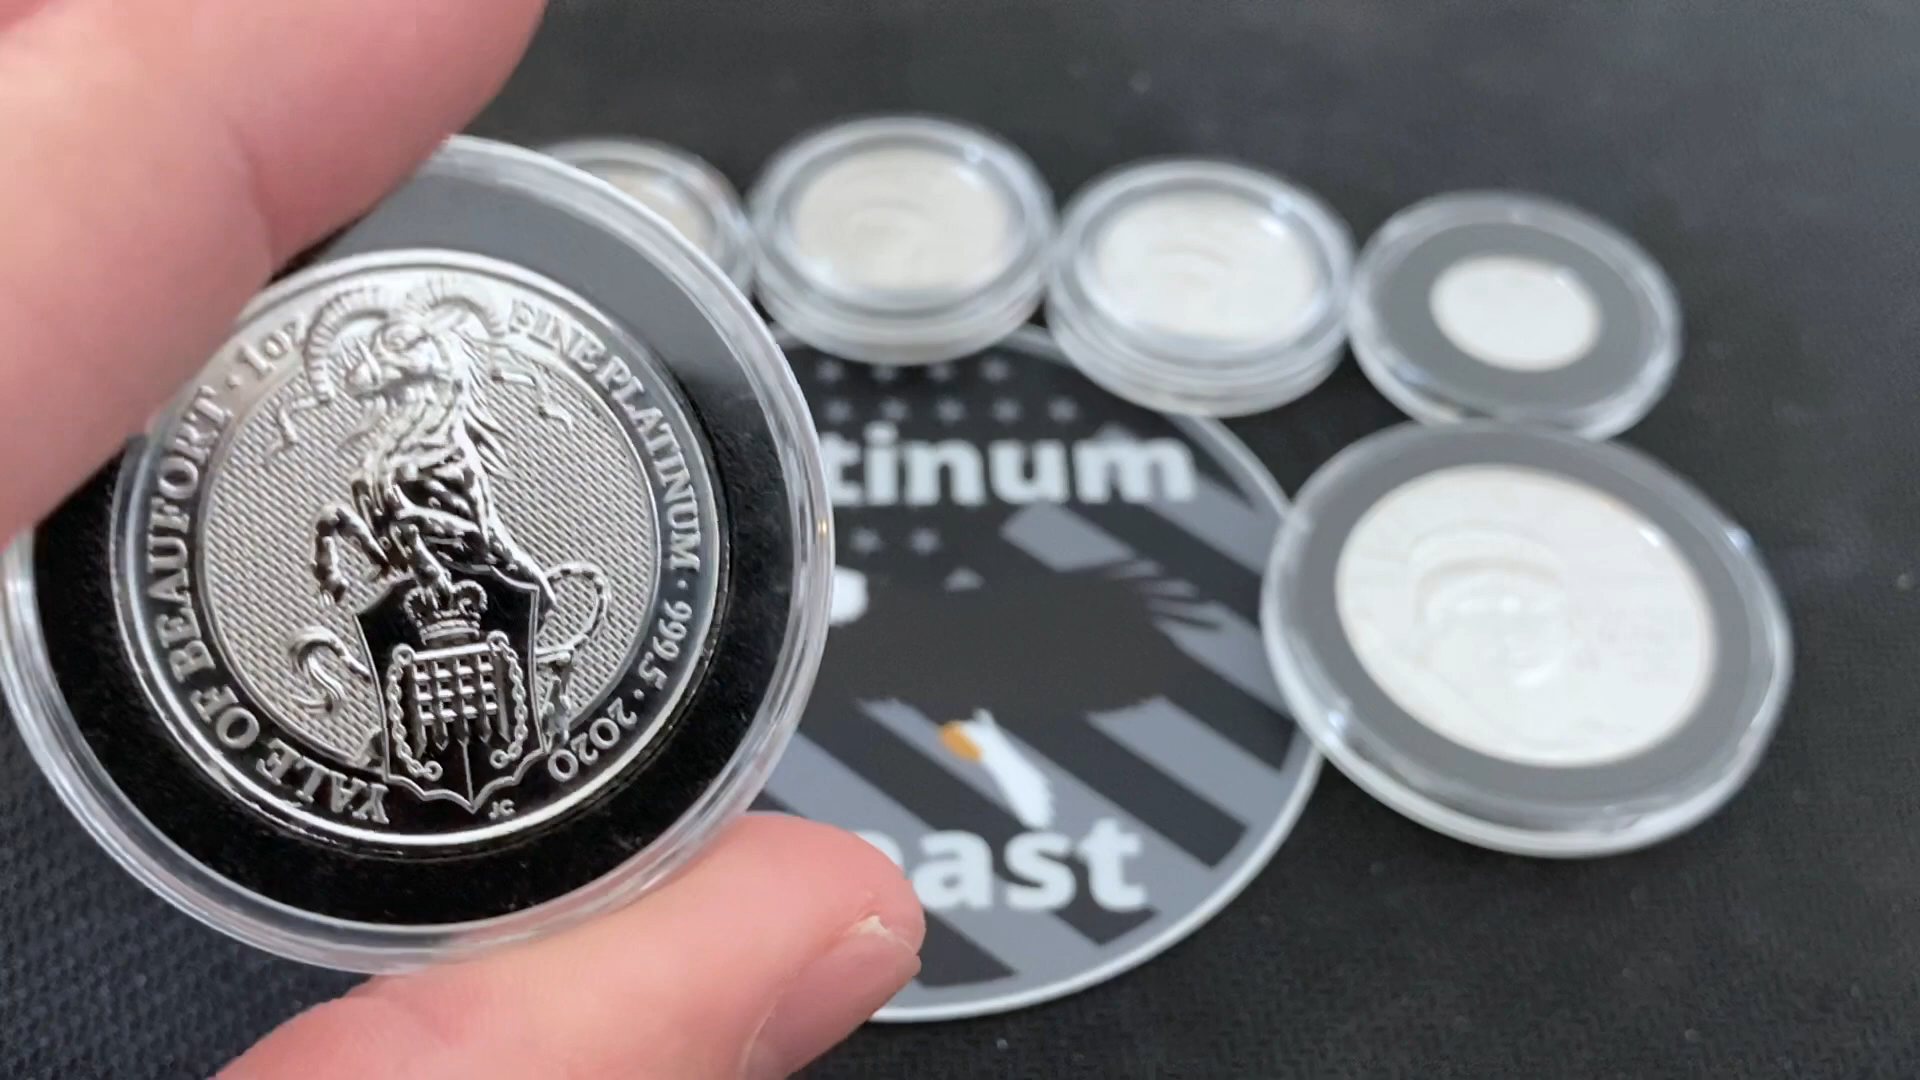 YALE OF BEAUFORT · 1oz FINE PLATINUM · 999.5 · 2020
JC
tinum
east